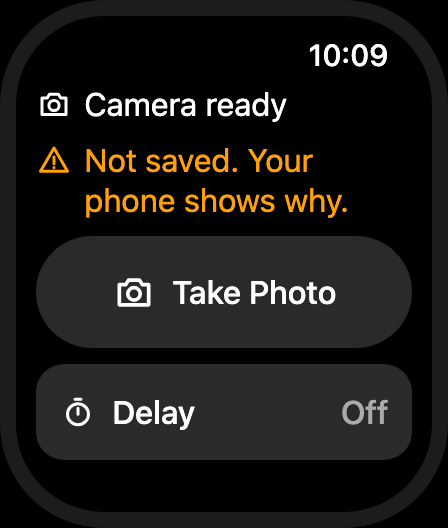 10:09
Camera ready
Not saved. Your
phone shows why.
Take Photo
Delay Off